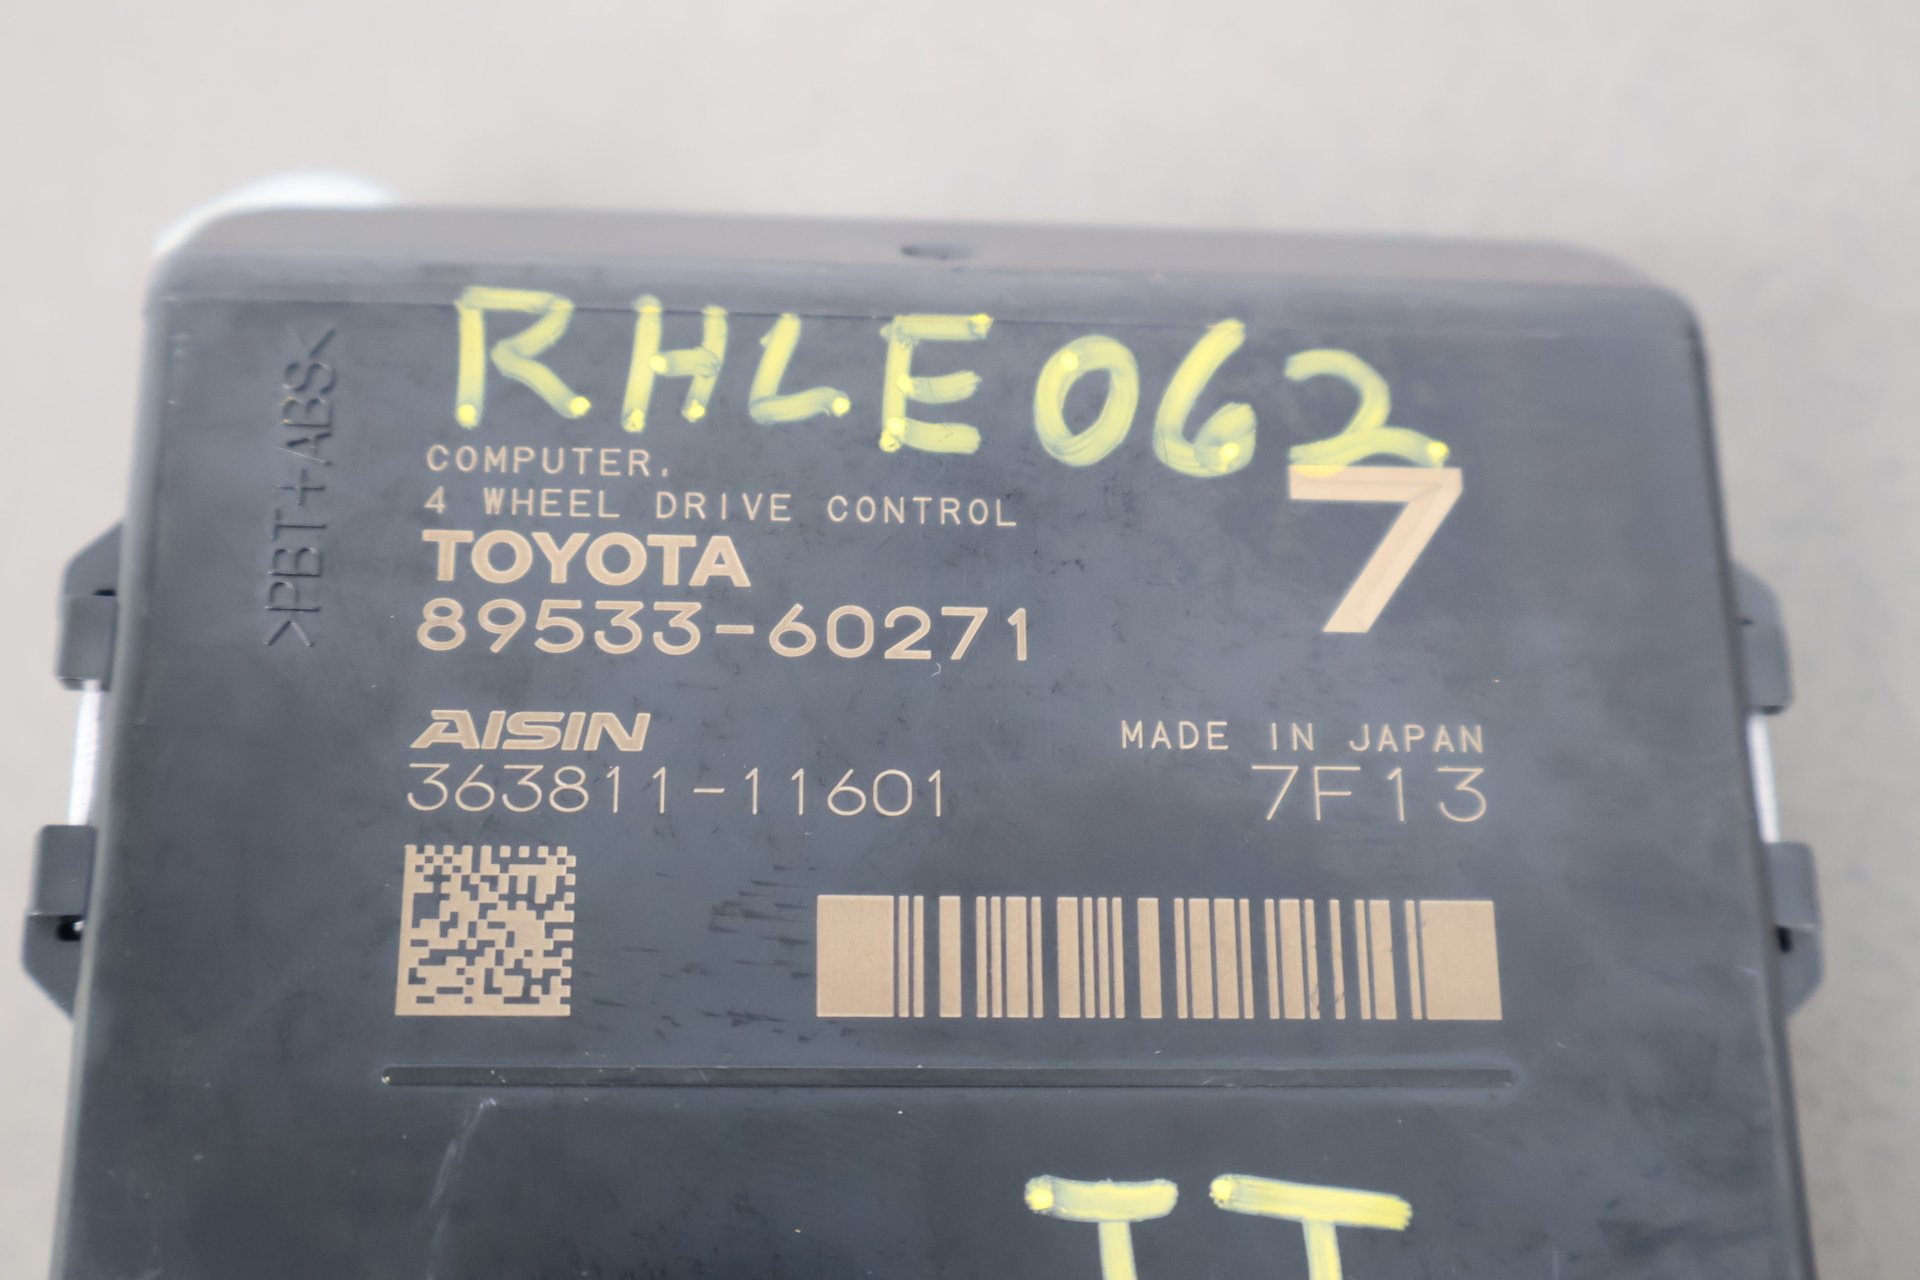 RHLE062
COMPUTER,
4 WHEEL DRIVE CONTROL
TOYOTA
89533-60271
7
AISIN
363811-11601
MADE IN JAPAN
7F13
>PBT+ABS<